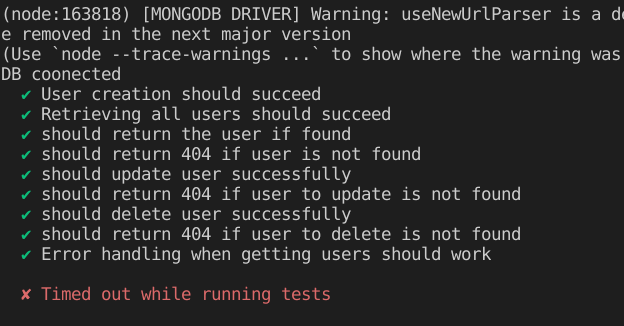 (node:163818) [MONGODB DRIVER] Warning: useNewUrlParser is a
e removed in the next major version
(Use `node --trace-warnings ...` to show where the warning was
DB coonected
✔ User creation should succeed
✔ Retrieving all users should succeed
✔ should return the user if found
✔ should return 404 if user is not found
✔ should update user successfully
✔ should return 404 if user to update is not found
✔ should delete user successfully
✔ should return 404 if user to delete is not found
✔ Error handling when getting users should work
✘ Timed out while running tests